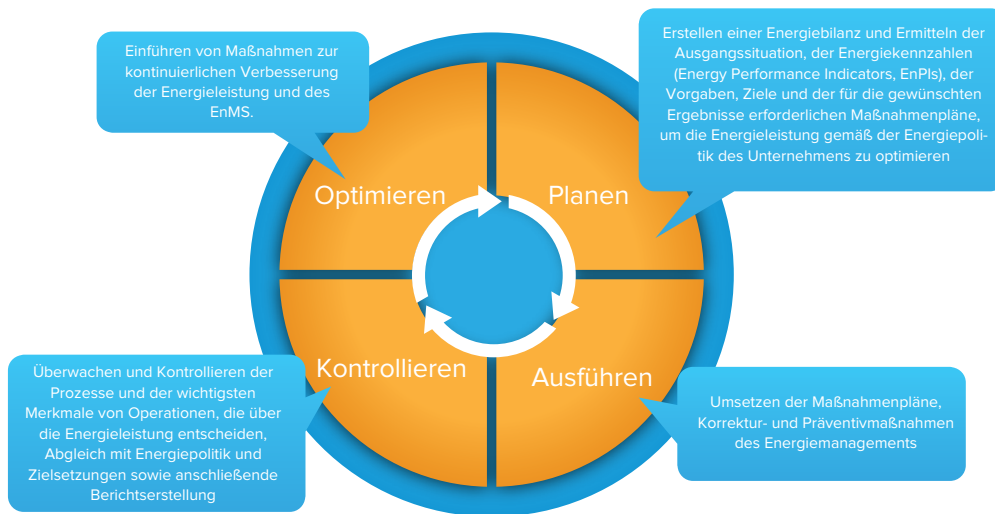 Einführen von Maßnahmen zur
kontinuierlichen Verbesserung
der Energieleistung und des
EnMS.
Erstellen einer Energiebilanz und Ermitteln der
Ausgangssituation, der Energiekennzahlen
(Energy Performance Indicators, EnPIs), der
Vorgaben, Ziele und der für die gewünschten
Ergebnisse erforderlichen Maßnahmenpläne,
um die Energieleistung gemäß der Energiepoli-
tik des Unternehmens zu optimieren
Optimieren
Planen
Kontrollieren
Ausführen
Überwachen und Kontrollieren der
Prozesse und der wichtigsten
Merkmale von Operationen, die über
die Energieleistung entscheiden,
Abgleich mit Energiepolitik und
Zielsetzungen sowie anschließende
Berichtserstellung
Umsetzen der Maßnahmenpläne,
Korrektur- und Präventivmaßnahmen
des Energiemanagements